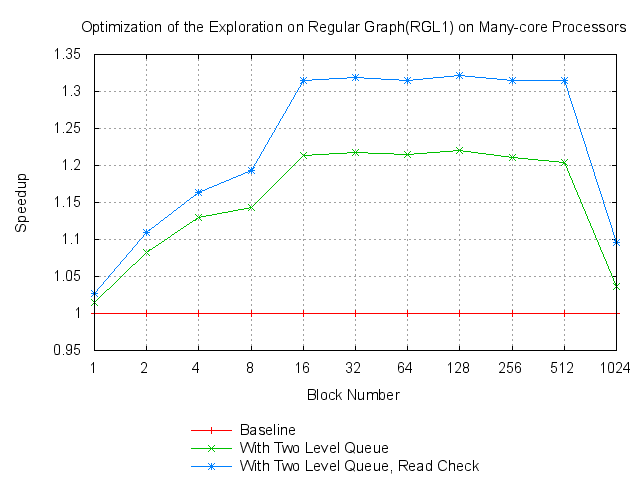 Optimization of the Exploration on Regular Graph(RGL1) on Many-core Processors
1.35
1.3
1.25
1.2
1.15
1.1
1.05
1
0.95
Speedup
1 2 4 8 16 32 64 128 256 512 1024
Block Number
Baseline
With Two Level Queue
With Two Level Queue, Read Check